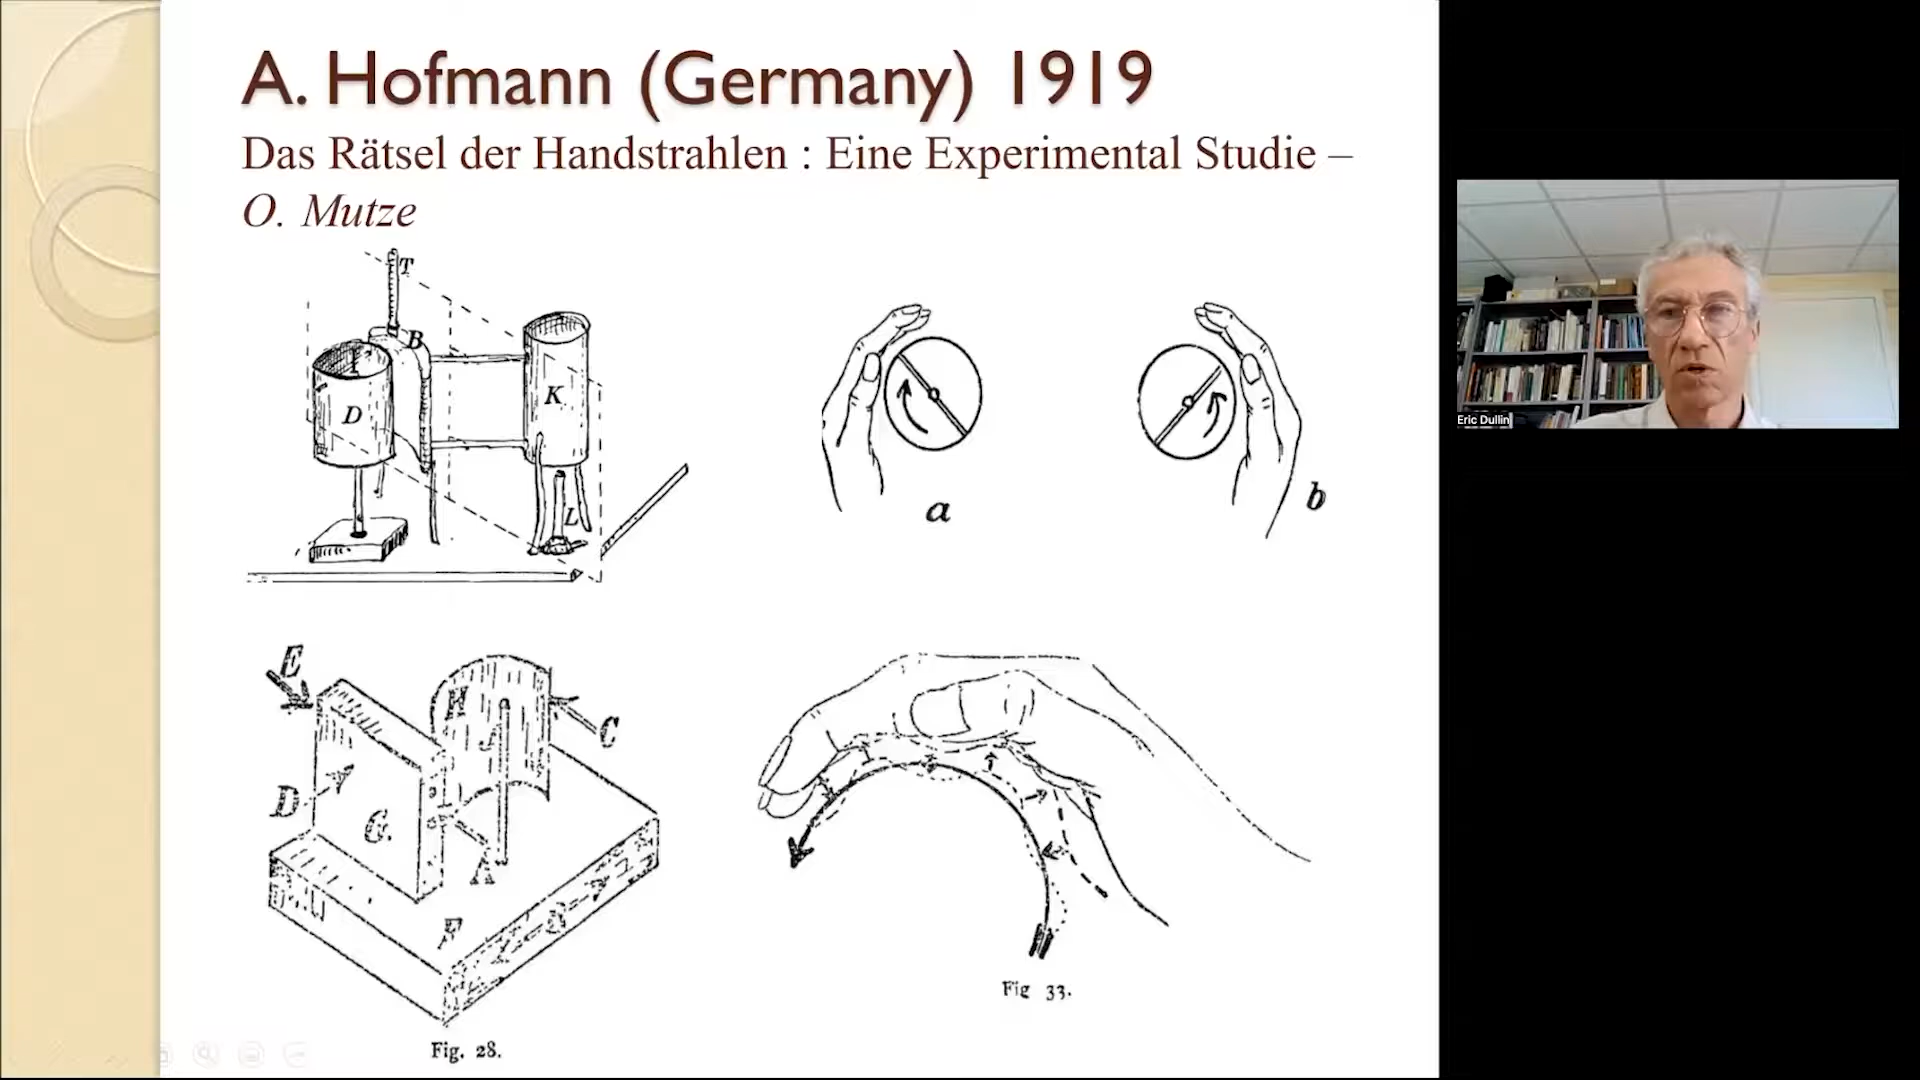 A. Hofmann (Germany) 1919
Das Rätsel der Handstrahlen : Eine Experimental Studie –
O. Mutze
T
B
D
K
L
a
b
Eric Dullin
E
H
C
D
G.
A
F
Fig. 28.
Fig 33.